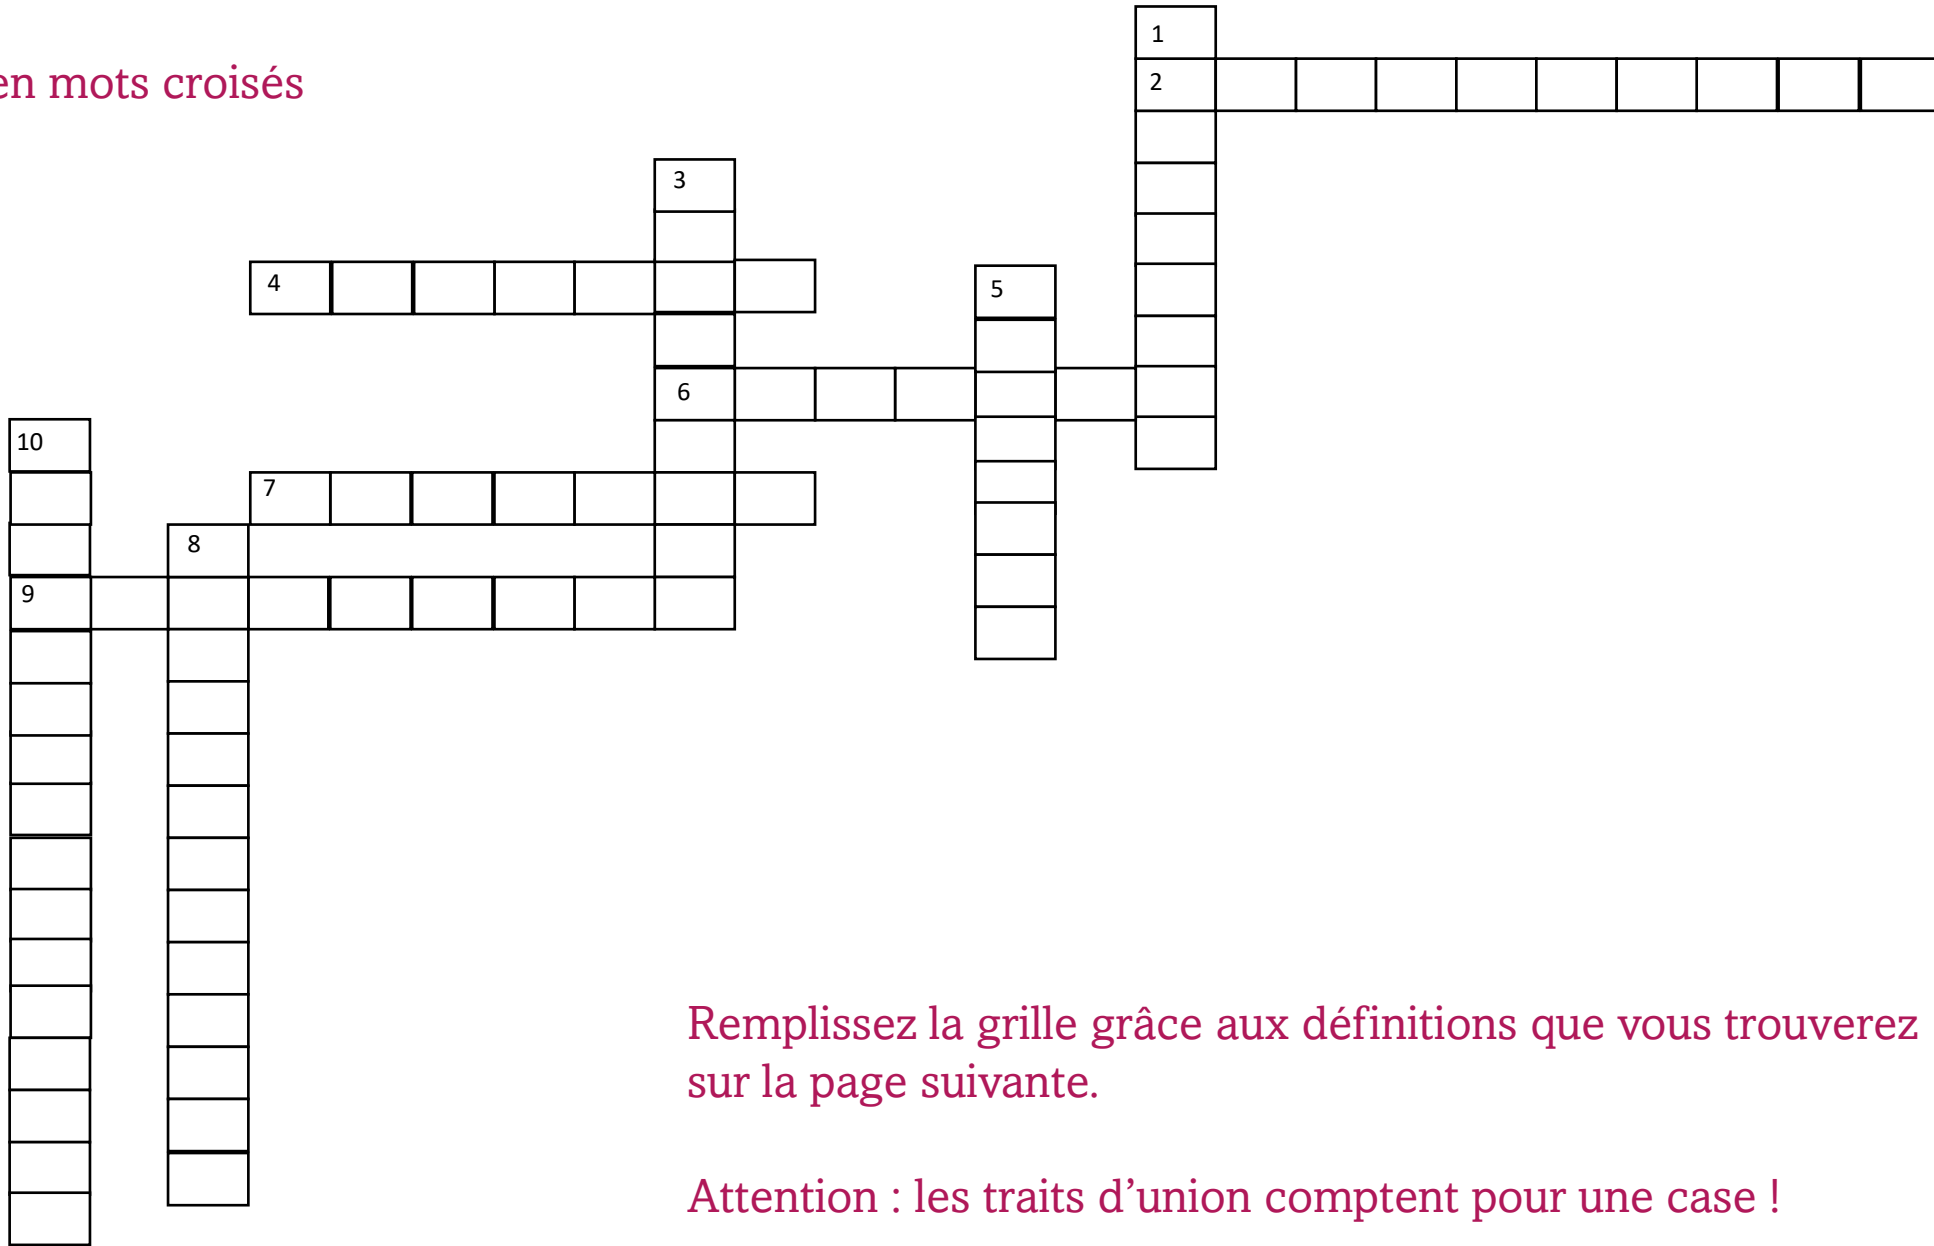 1
en mots croisés
2
3
4
5
6
10
7
8
9
Remplissez la grille grâce aux définitions que vous trouverez
sur la page suivante.
Attention : les traits d’union comptent pour une case !